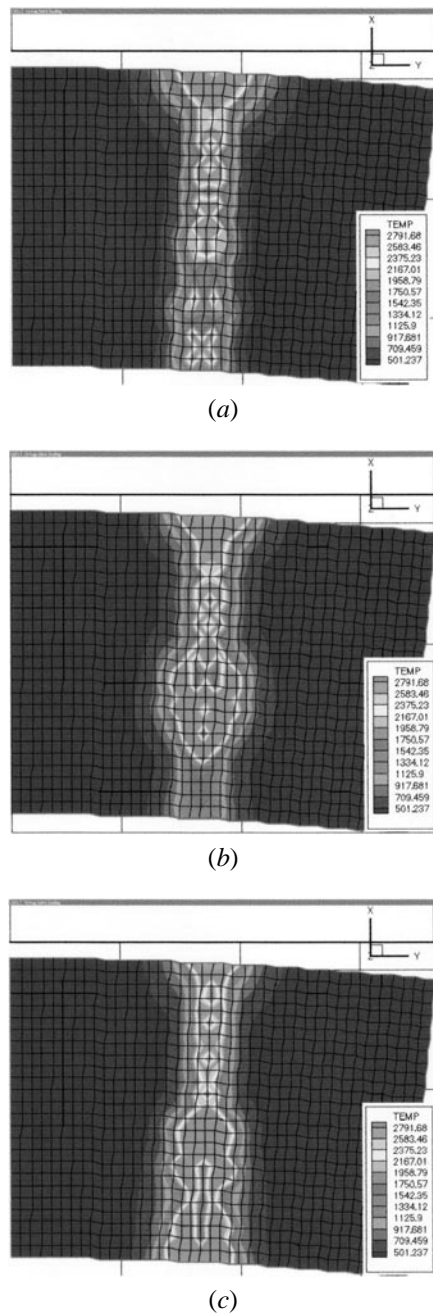 X
Z
Y
TEMP
2791.68
2583.46
2375.23
2167.01
1958.79
1750.57
1542.35
1334.12
1125.9
917.681
709.459
501.237
(a)
X
Z
Y
TEMP
2791.68
2583.46
2375.23
2167.01
1958.79
1750.57
1542.35
1334.12
1125.9
917.681
709.459
501.237
(b)
X
Z
Y
TEMP
2791.68
2583.46
2375.23
2167.01
1958.79
1750.57
1542.35
1334.12
1125.9
917.681
709.459
501.237
(c)